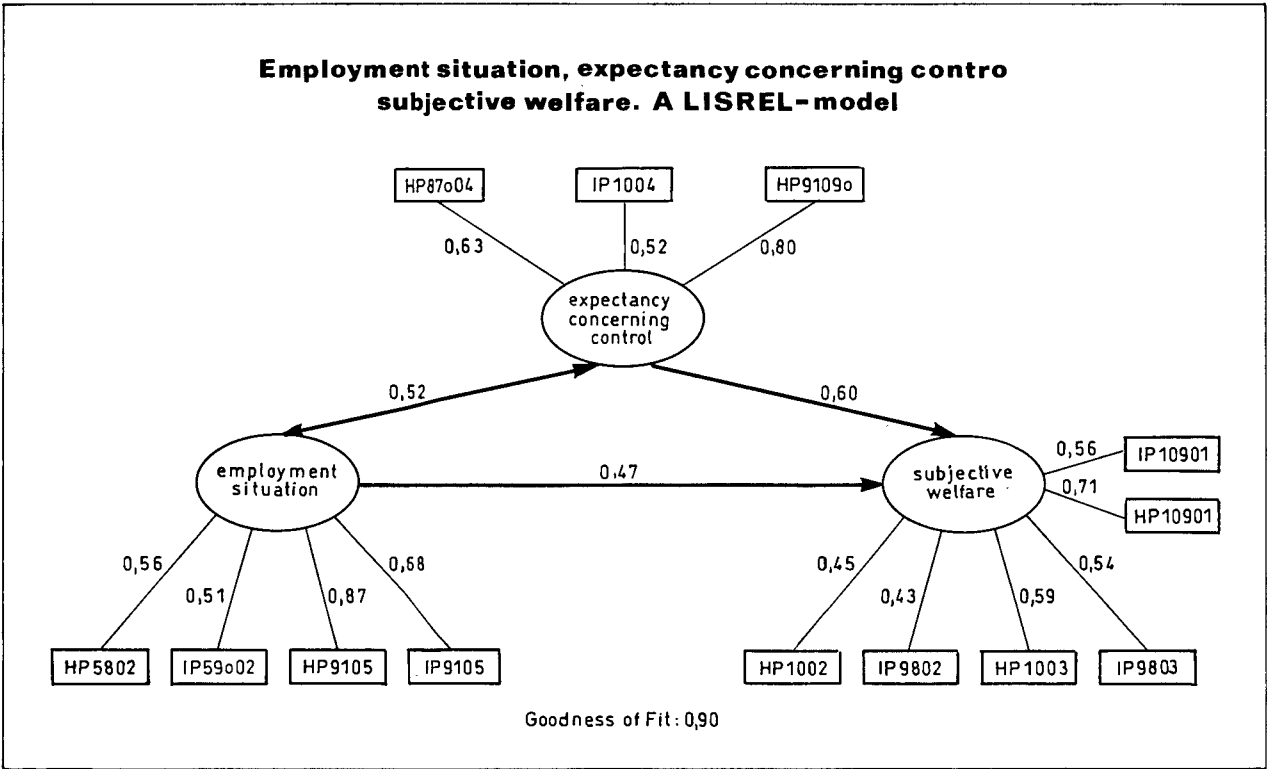 Employment situation, expectancy concerning contro
subjective welfare. A LISREL-model
HP87o04
IP1004
HP9109o
0,63
0,52
0,80
expectancy
concerning
control
0,52
0,60
employment
situation
0,47
subjective
welfare
0,56
IP10901
0,71
HP10901
0,56
0,51
0,87
0,68
0,45
0,43
0,59
0,54
HP5802
IP59o02
HP9105
IP9105
HP1002
IP9802
HP1003
IP9803
Goodness of Fit: 0,90